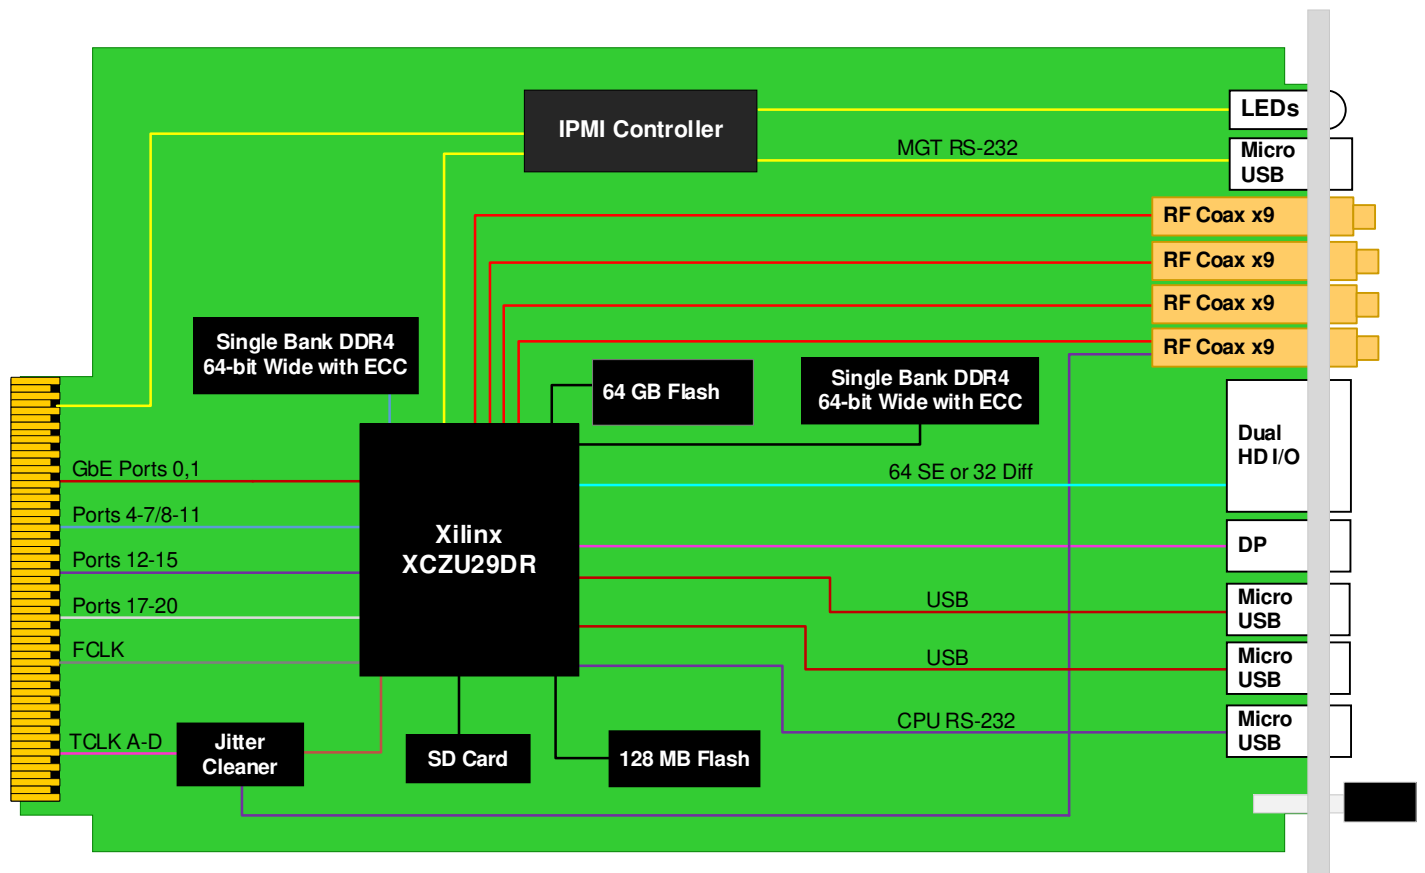 IPMI Controller
LEDs
MGT RS-232
Micro
USB
RF Coax x9
RF Coax x9
RF Coax x9
RF Coax x9
Single Bank DDR4
64-bit Wide with ECC
64 GB Flash
Single Bank DDR4
64-bit Wide with ECC
Dual
HD I/O
GbE Ports 0,1
64 SE or 32 Diff
Ports 4-7/8-11
Xilinx
XCZU29DR
DP
Ports 12-15
Ports 17-20
USB
Micro
USB
FCLK
USB
Micro
USB
CPU RS-232
Micro
USB
TCLK A-D
Jitter
Cleaner
SD Card
128 MB Flash